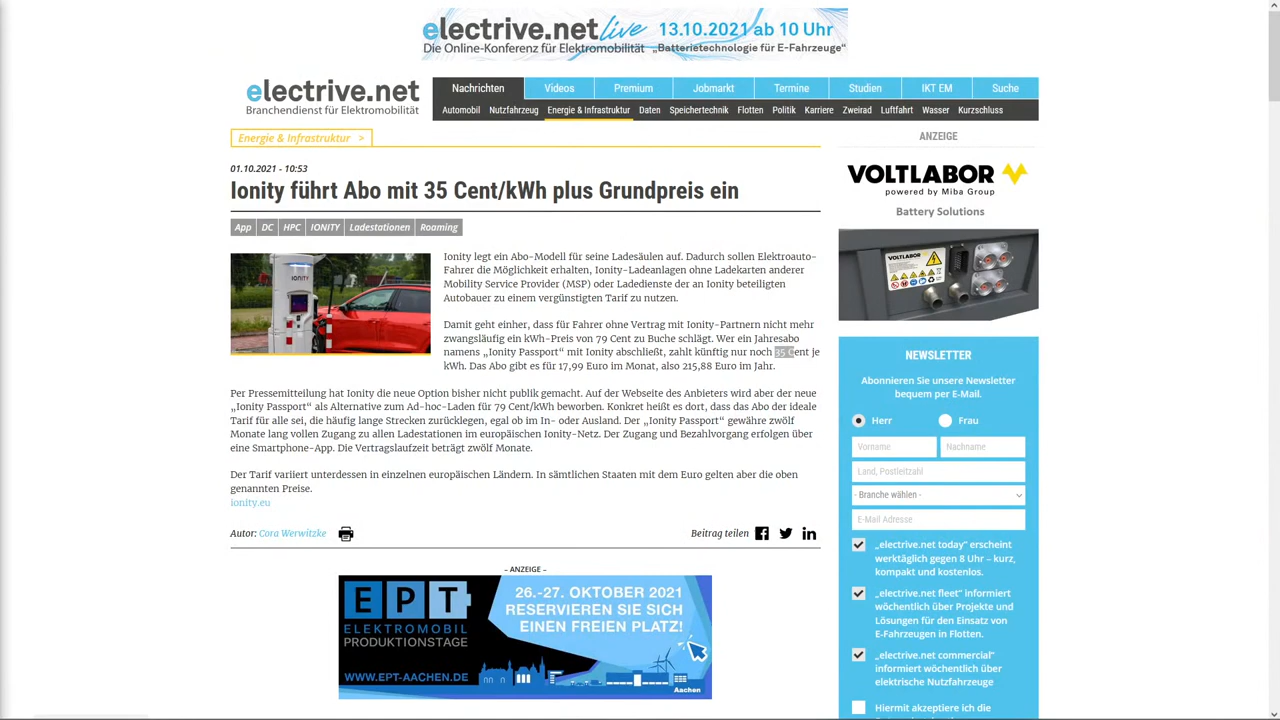 electrive.net live 13.10.2021 ab 10 Uhr
Die Online-Konferenz für Elektromobilität „Batterietechnologie für E-Fahrzeuge“
electrive.net
Branchendienst für Elektromobilität
Nachrichten Videos Premium Jobmarkt Termine Studien IKT EM Suche
Automobil Nutzfahrzeug Energie & Infrastruktur Daten Speichertechnik Flotten Politik Karriere Zweirad Luftfahrt Wasser Kurzschluss
Energie & Infrastruktur >
01.10.2021 - 10:53
Ionity führt Abo mit 35 Cent/kWh plus Grundpreis ein
App DC HPC IONITY Ladestationen Roaming
IONITY
Ionity legt ein Abo-Modell für seine Ladesäulen auf. Dadurch sollen Elektroauto-
Fahrer die Möglichkeit erhalten, Ionity-Ladeanlagen ohne Ladekarten anderer
Mobility Service Provider (MSP) oder Ladedienste der an Ionity beteiligten
Autobauer zu einem vergünstigten Tarif zu nutzen.
Damit geht einher, dass für Fahrer ohne Vertrag mit Ionity-Partnern nicht mehr
zwangsläufig ein kWh-Preis von 79 Cent zu Buche schlägt. Wer ein Jahresabo
namens „Ionity Passport“ mit Ionity abschließt, zahlt künftig nur noch 35 Cent je
kWh. Das Abo gibt es für 17,99 Euro im Monat, also 215,88 Euro im Jahr.
Per Pressemitteilung hat Ionity die neue Option bisher nicht publik gemacht. Auf der Webseite des Anbieters wird aber der neue
„Ionity Passport“ als Alternative zum Ad-hoc-Laden für 79 Cent/kWh beworben. Konkret heißt es dort, dass das Abo der ideale
Tarif für alle sei, die häufig lange Strecken zurücklegen, egal ob im In- oder Ausland. Der „Ionity Passport“ gewähre zwölf
Monate lang vollen Zugang zu allen Ladestationen im europäischen Ionity-Netz. Der Zugang und Bezahlvorgang erfolgen über
eine Smartphone-App. Die Vertragslaufzeit beträgt zwölf Monate.
Der Tarif variiert unterdessen in einzelnen europäischen Ländern. In sämtlichen Staaten mit dem Euro gelten aber die oben
genannten Preise.
ionity.eu
Autor: Cora Werwitzke
Beitrag teilen
– ANZEIGE –
EPT
ELEKTROMOBIL
PRODUKTIONSTAGE
WWW.EPT-AACHEN.DE
26.-27. OKTOBER 2021
RESERVIEREN SIE SICH
EINEN FREIEN PLATZ!
Aachen
ANZEIGE
VOLTLABOR
powered by Miba Group
Battery Solutions
VOLTLABOR
NEWSLETTER
Abonnieren Sie unsere Newsletter
bequem per E-Mail.
Herr Frau
Vorname Nachname
Land, Postleitzahl
- Branche wählen -
E-Mail Adresse
„electrive.net today“ erscheint
werktäglich gegen 8 Uhr – kurz,
kompakt und kostenlos.
„electrive.net fleet“ informiert
wöchentlich über Projekte und
Lösungen für den Einsatz von
E-Fahrzeugen in Flotten.
„electrive.net commercial“
informiert wöchentlich über
elektrische Nutzfahrzeuge
Hiermit akzeptiere ich die